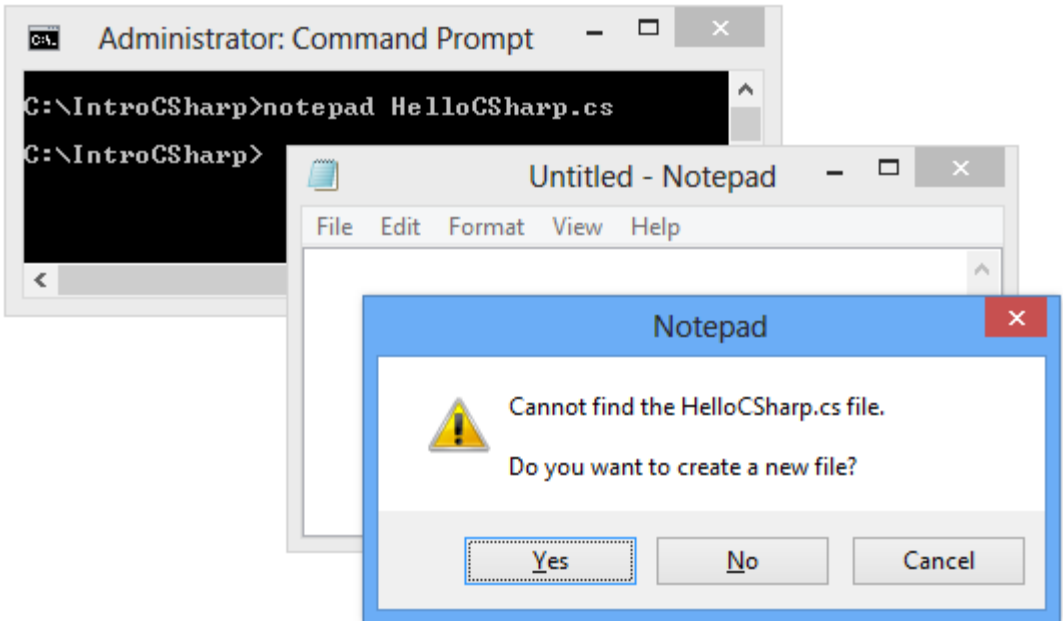 Administrator: Command Prompt
C:\IntroCSharp>notepad HelloCSharp.cs
C:\IntroCSharp>
Untitled - Notepad
File Edit Format View Help
Notepad
Cannot find the HelloCSharp.cs file.
Do you want to create a new file?
Yes No Cancel